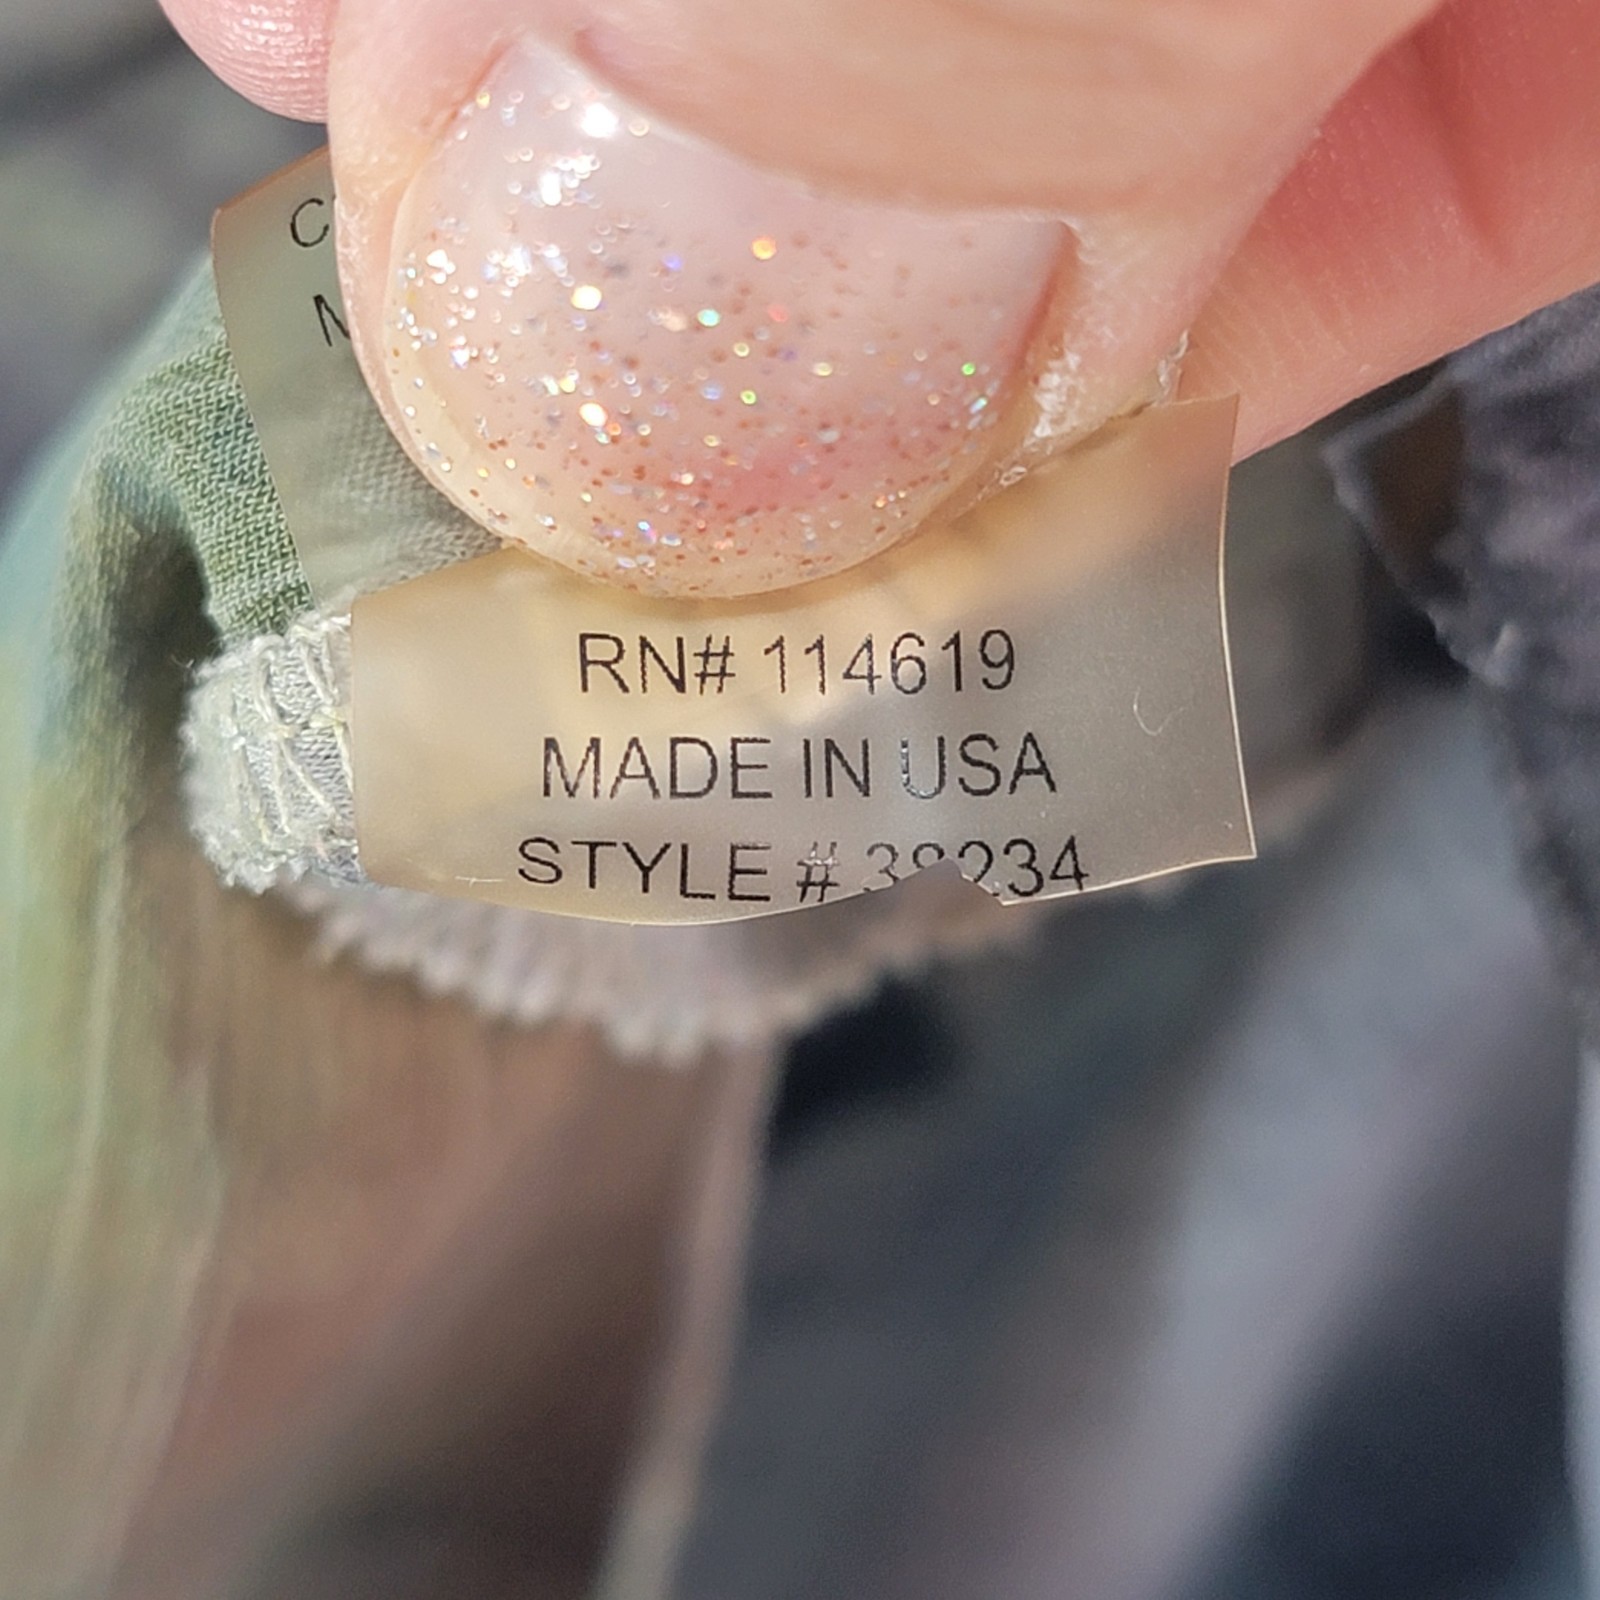 RN# 114619
MADE IN USA
STYLE #